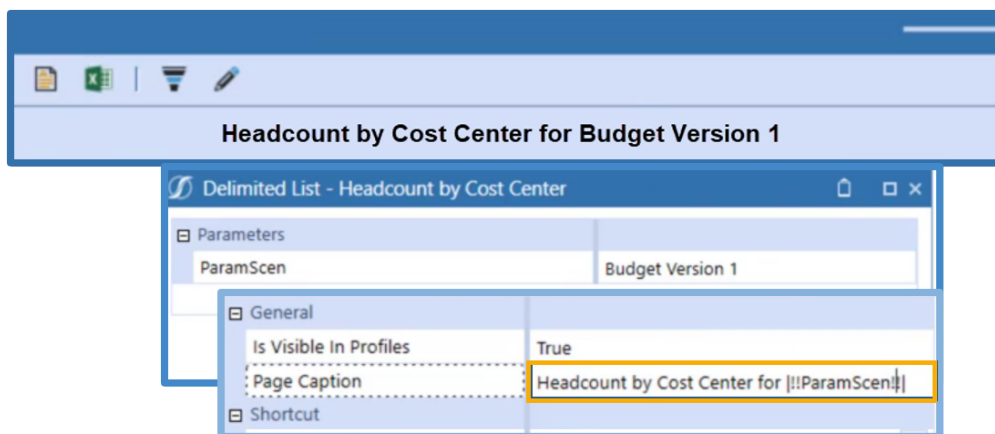 Headcount by Cost Center for Budget Version 1
Delimited List - Headcount by Cost Center
Parameters
ParamScen Budget Version 1
General
Is Visible In Profiles True
Page Caption Headcount by Cost Center for |!!ParamScen!!|
Shortcut